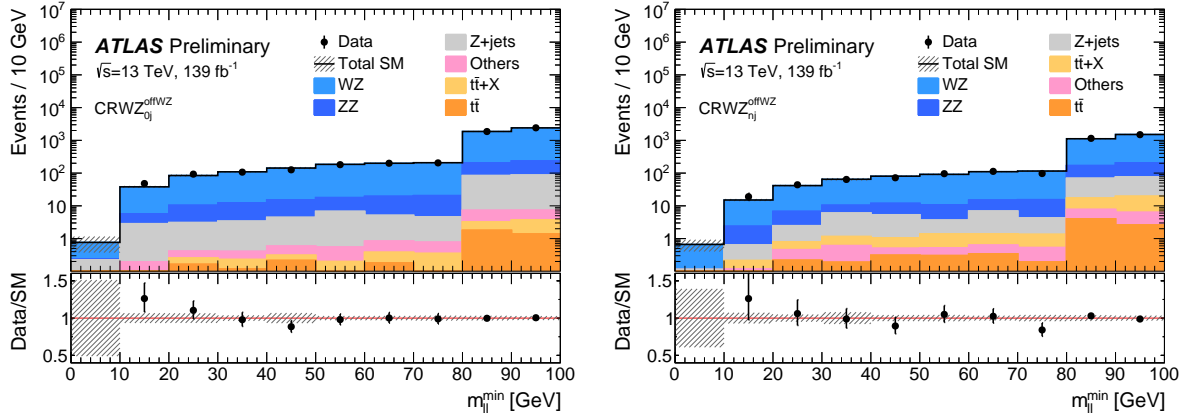 Events / 10 GeV
10⁷
10⁶
10⁵
10⁴
10³
10²
10
1
ATLAS Preliminary
√s=13 TeV, 139 fb⁻¹
CRWZ₀ⱼ^offWZ
Data
Total SM
WZ
ZZ
Z+jets
Others
tt̄+X
tt̄
Data/SM
1.5
1
0.5
0 10 20 30 40 50 60 70 80 90 100
m_ll^min [GeV]
Events / 10 GeV
10⁷
10⁶
10⁵
10⁴
10³
10²
10
1
ATLAS Preliminary
√s=13 TeV, 139 fb⁻¹
CRWZ_nj^offWZ
Data
Total SM
WZ
ZZ
Z+jets
tt̄+X
Others
tt̄
Data/SM
1.5
1
0.5
0 10 20 30 40 50 60 70 80 90 100
m_ll^min [GeV]